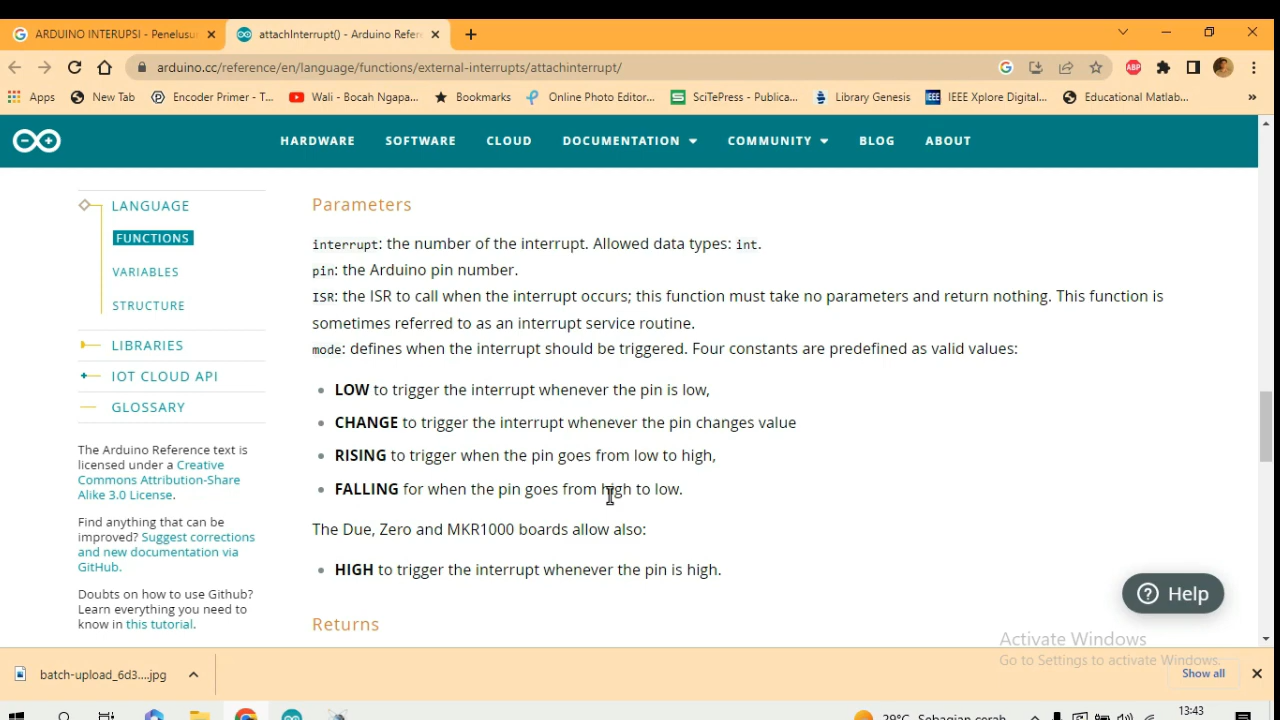 ARDUINO INTERUPSI - Penelusu
attachInterrupt() - Arduino Refere
arduino.cc/reference/en/language/functions/external-interrupts/attachinterrupt/
ABP
Apps New Tab Encoder Primer - T... Wali - Bocah Ngapa... Bookmarks Online Photo Editor... SciTePress - Publica... Library Genesis IEEE Xplore Digital... Educational Matlab... »
HARDWARE SOFTWARE CLOUD DOCUMENTATION COMMUNITY BLOG ABOUT
LANGUAGE
FUNCTIONS
VARIABLES
STRUCTURE
LIBRARIES
IOT CLOUD API
GLOSSARY
The Arduino Reference text is
licensed under a Creative
Commons Attribution-Share
Alike 3.0 License.
Find anything that can be
improved? Suggest corrections
and new documentation via
GitHub.
Doubts on how to use Github?
Learn everything you need to
know in this tutorial.
Parameters
interrupt: the number of the interrupt. Allowed data types: int.
pin: the Arduino pin number.
ISR: the ISR to call when the interrupt occurs; this function must take no parameters and return nothing. This function is
sometimes referred to as an interrupt service routine.
mode: defines when the interrupt should be triggered. Four constants are predefined as valid values:
LOW to trigger the interrupt whenever the pin is low,
CHANGE to trigger the interrupt whenever the pin changes value
RISING to trigger when the pin goes from low to high,
FALLING for when the pin goes from high to low.
The Due, Zero and MKR1000 boards allow also:
HIGH to trigger the interrupt whenever the pin is high.
Returns
Help
Activate Windows
Go to Settings to activate Windows.
batch-upload_6d3....jpg
Show all
29°C Sebagian cerah
13:43